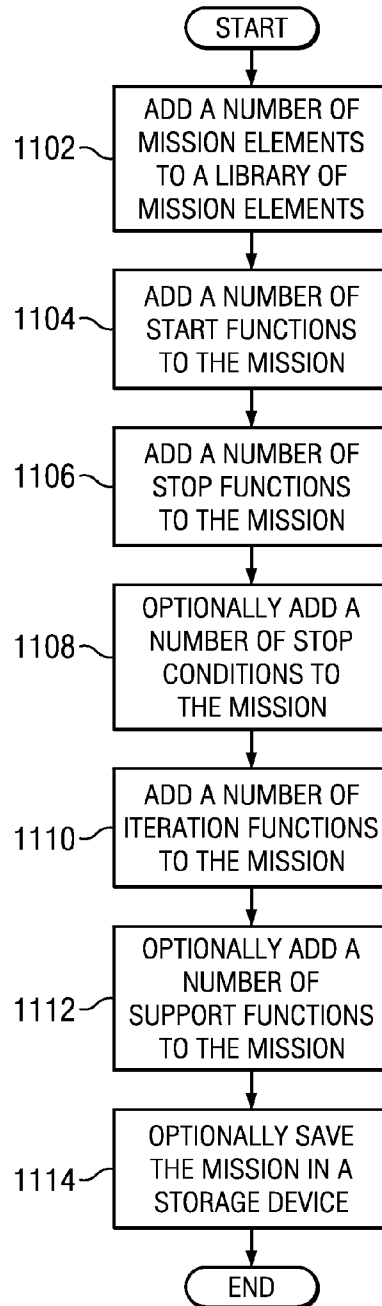 START
1102
ADD A NUMBER OF
MISSION ELEMENTS
TO A LIBRARY OF
MISSION ELEMENTS
1104
ADD A NUMBER OF
START FUNCTIONS
TO THE MISSION
1106
ADD A NUMBER OF
STOP FUNCTIONS
TO THE MISSION
1108
OPTIONALLY ADD A
NUMBER OF STOP
CONDITIONS TO
THE MISSION
1110
ADD A NUMBER OF
ITERATION FUNCTIONS
TO THE MISSION
1112
OPTIONALLY ADD A
NUMBER OF
SUPPORT FUNCTIONS
TO THE MISSION
1114
OPTIONALLY SAVE
THE MISSION IN A
STORAGE DEVICE
END